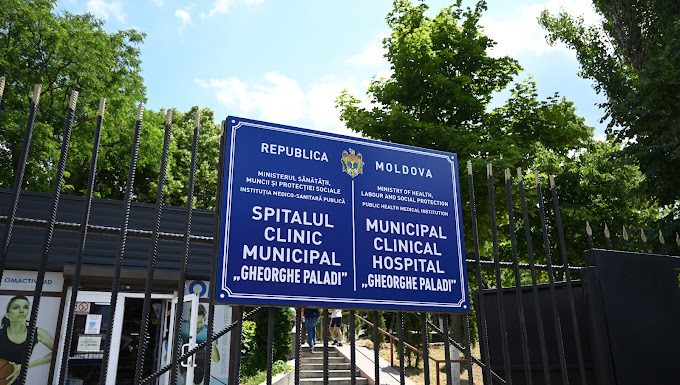 REPUBLICA MOLDOVA
MINISTERUL SĂNĂTĂȚII,
MUNCII ȘI PROTECȚIEI SOCIALE
INSTITUȚIA MEDICO-SANITARĂ PUBLICĂ
SPITALUL
CLINIC
MUNICIPAL
„GHEORGHE PALADI”
MINISTRY OF HEALTH,
LABOUR AND SOCIAL PROTECTION
PUBLIC HEALTH MEDICAL INSTITUTION
MUNICIPAL
CLINICAL
HOSPITAL
„GHEORGHE PALADI”